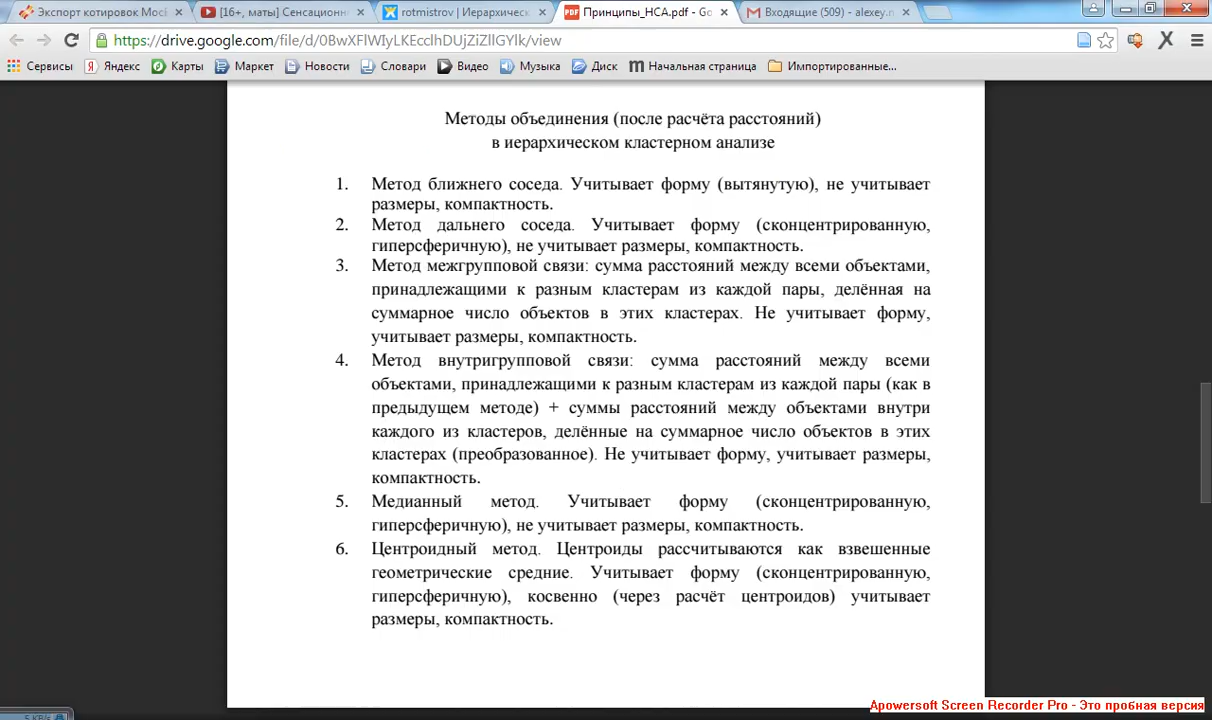 Экспорт котировок Mosi
[16+, маты] Сенсационн
rotmistrov / Иерархическ
Принципы_НСА.pdf - Go
Входящие (509) - alexey.r
https://drive.google.com/file/d/0BwXFlWIyLKEcclhDUjZiZllGYlk/view
Сервисы Яндекс Карты Маркет Новости Словари Видео Музыка Диск Начальная страница Импортированные...
Методы объединения (после расчёта расстояний)
в иерархическом кластерном анализе
1. Метод ближнего соседа. Учитывает форму (вытянутую), не учитывает
размеры, компактность.
2. Метод дальнего соседа. Учитывает форму (сконцентрированную,
гиперсферичную), не учитывает размеры, компактность.
3. Метод межгрупповой связи: сумма расстояний между всеми объектами,
принадлежащими к разным кластерам из каждой пары, делённая на
суммарное число объектов в этих кластерах. Не учитывает форму,
учитывает размеры, компактность.
4. Метод внутригрупповой связи: сумма расстояний между всеми
объектами, принадлежащими к разным кластерам из каждой пары (как в
предыдущем методе) + суммы расстояний между объектами внутри
каждого из кластеров, делённые на суммарное число объектов в этих
кластерах (преобразованное). Не учитывает форму, учитывает размеры,
компактность.
5. Медианный метод. Учитывает форму (сконцентрированную,
гиперсферичную), не учитывает размеры, компактность.
6. Центроидный метод. Центроиды рассчитываются как взвешенные
геометрические средние. Учитывает форму (сконцентрированную,
гиперсферичную), косвенно (через расчёт центроидов) учитывает
размеры, компактность.
Apowersoft Screen Recorder Pro - Это пробная версия